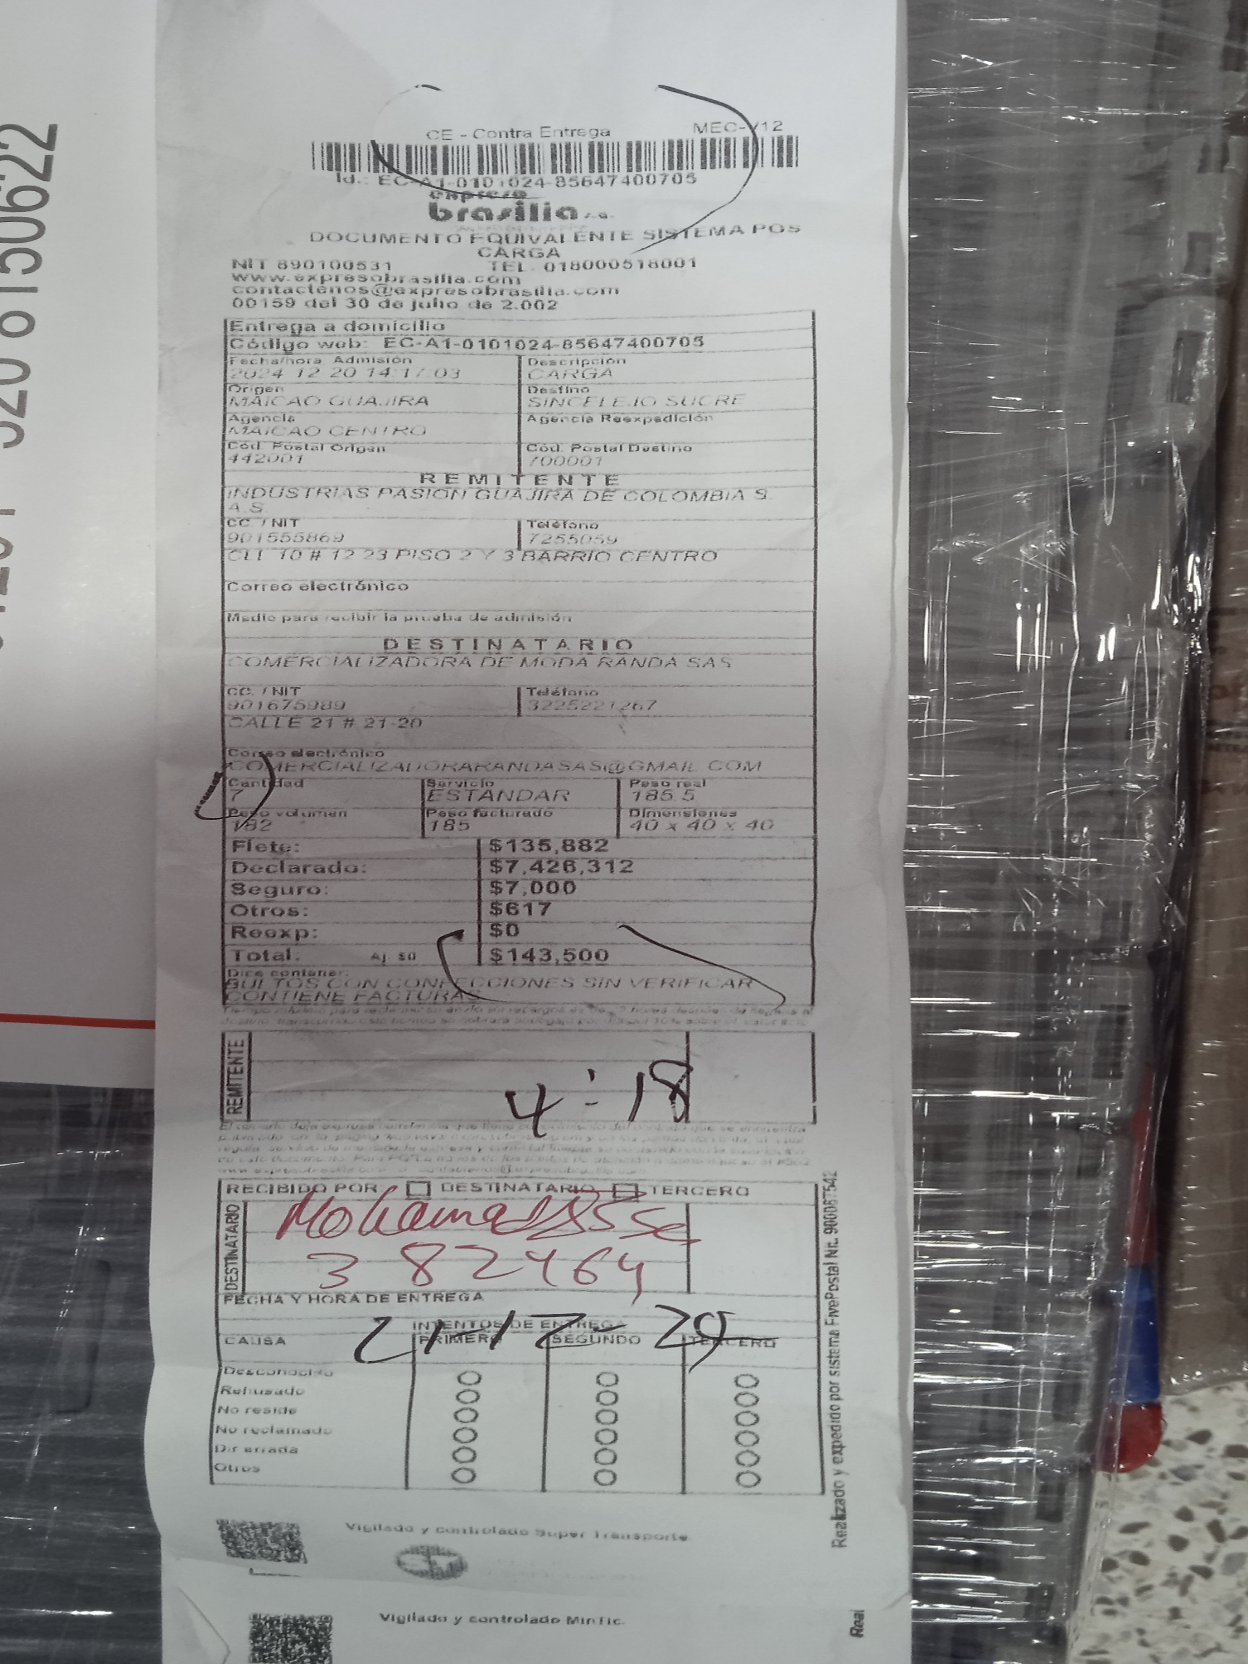 CE - Contra Entrega MEC-V12
Id.: EC-A1-0101024-85647400705
expreso
brasilia s.a.
DOCUMENTO EQUIVALENTE SISTEMA POS
CARGA
NIT 890100531 TEL. 018000518001
www.expresobrasilia.com
contactenos@expresobrasilia.com
00159 del 30 de julio de 2.002
Entrega a domicilio
Código web: EC-A1-0101024-85647400705
Fecha/hora Admisión Descripción
2024 12 20 14:17:03 CARGA
Origen Destino
MAICAO GUAJIRA SINCELEJO SUCRE
Agencia Agencia Reexpedición
MAICAO CENTRO
Cód. Postal Origen Cód. Postal Destino
442001 700001
REMITENTE
INDUSTRIAS PASION GUAJIRA DE COLOMBIA S.
A.S.
CC. / NIT Teléfono
901555869 7255059
CLL 10 # 12 23 PISO 2 Y 3 BARRIO CENTRO
Correo electrónico
Medio para recibir la prueba de admisión
DESTINATARIO
COMERCIALIZADORA DE MODA RANDA SAS
CC. / NIT Teléfono
901675989 3225221267
CALLE 21 # 21-20
Correo electrónico
COMERCIALIZADORARANDASAS@GMAIL.COM
Cantidad Servicio Peso real
7 ESTANDAR 185.5
Peso volumen Peso facturado Dimensiones
182 185 40 x 40 x 40
Flete: $135,882
Declarado: $7,426,312
Seguro: $7,000
Otros: $617
Reexp: $0
Total: Aj $0 $143,500
Dice contener:
BULTOS CON CONFECCIONES SIN VERIFICAR
CONTIENE FACTURAS
REMITENTE
4:18
RECIBIDO POR DESTINATARIO TERCERO
DESTINATARIO
Mohamad
382464
FECHA Y HORA DE ENTREGA
21-12-
INTENTOS DE ENTREGA
CAUSA PRIMERO SEGUNDO TERCERO
Desconocido
Rehusado
No reside
No reclamado
Dir errada
Otros
Realizado y expedido por sistema FivePostal Nit. 900087542
Vigilado y controlado Super Transporte
Vigilado y controlado MinTic.
Real